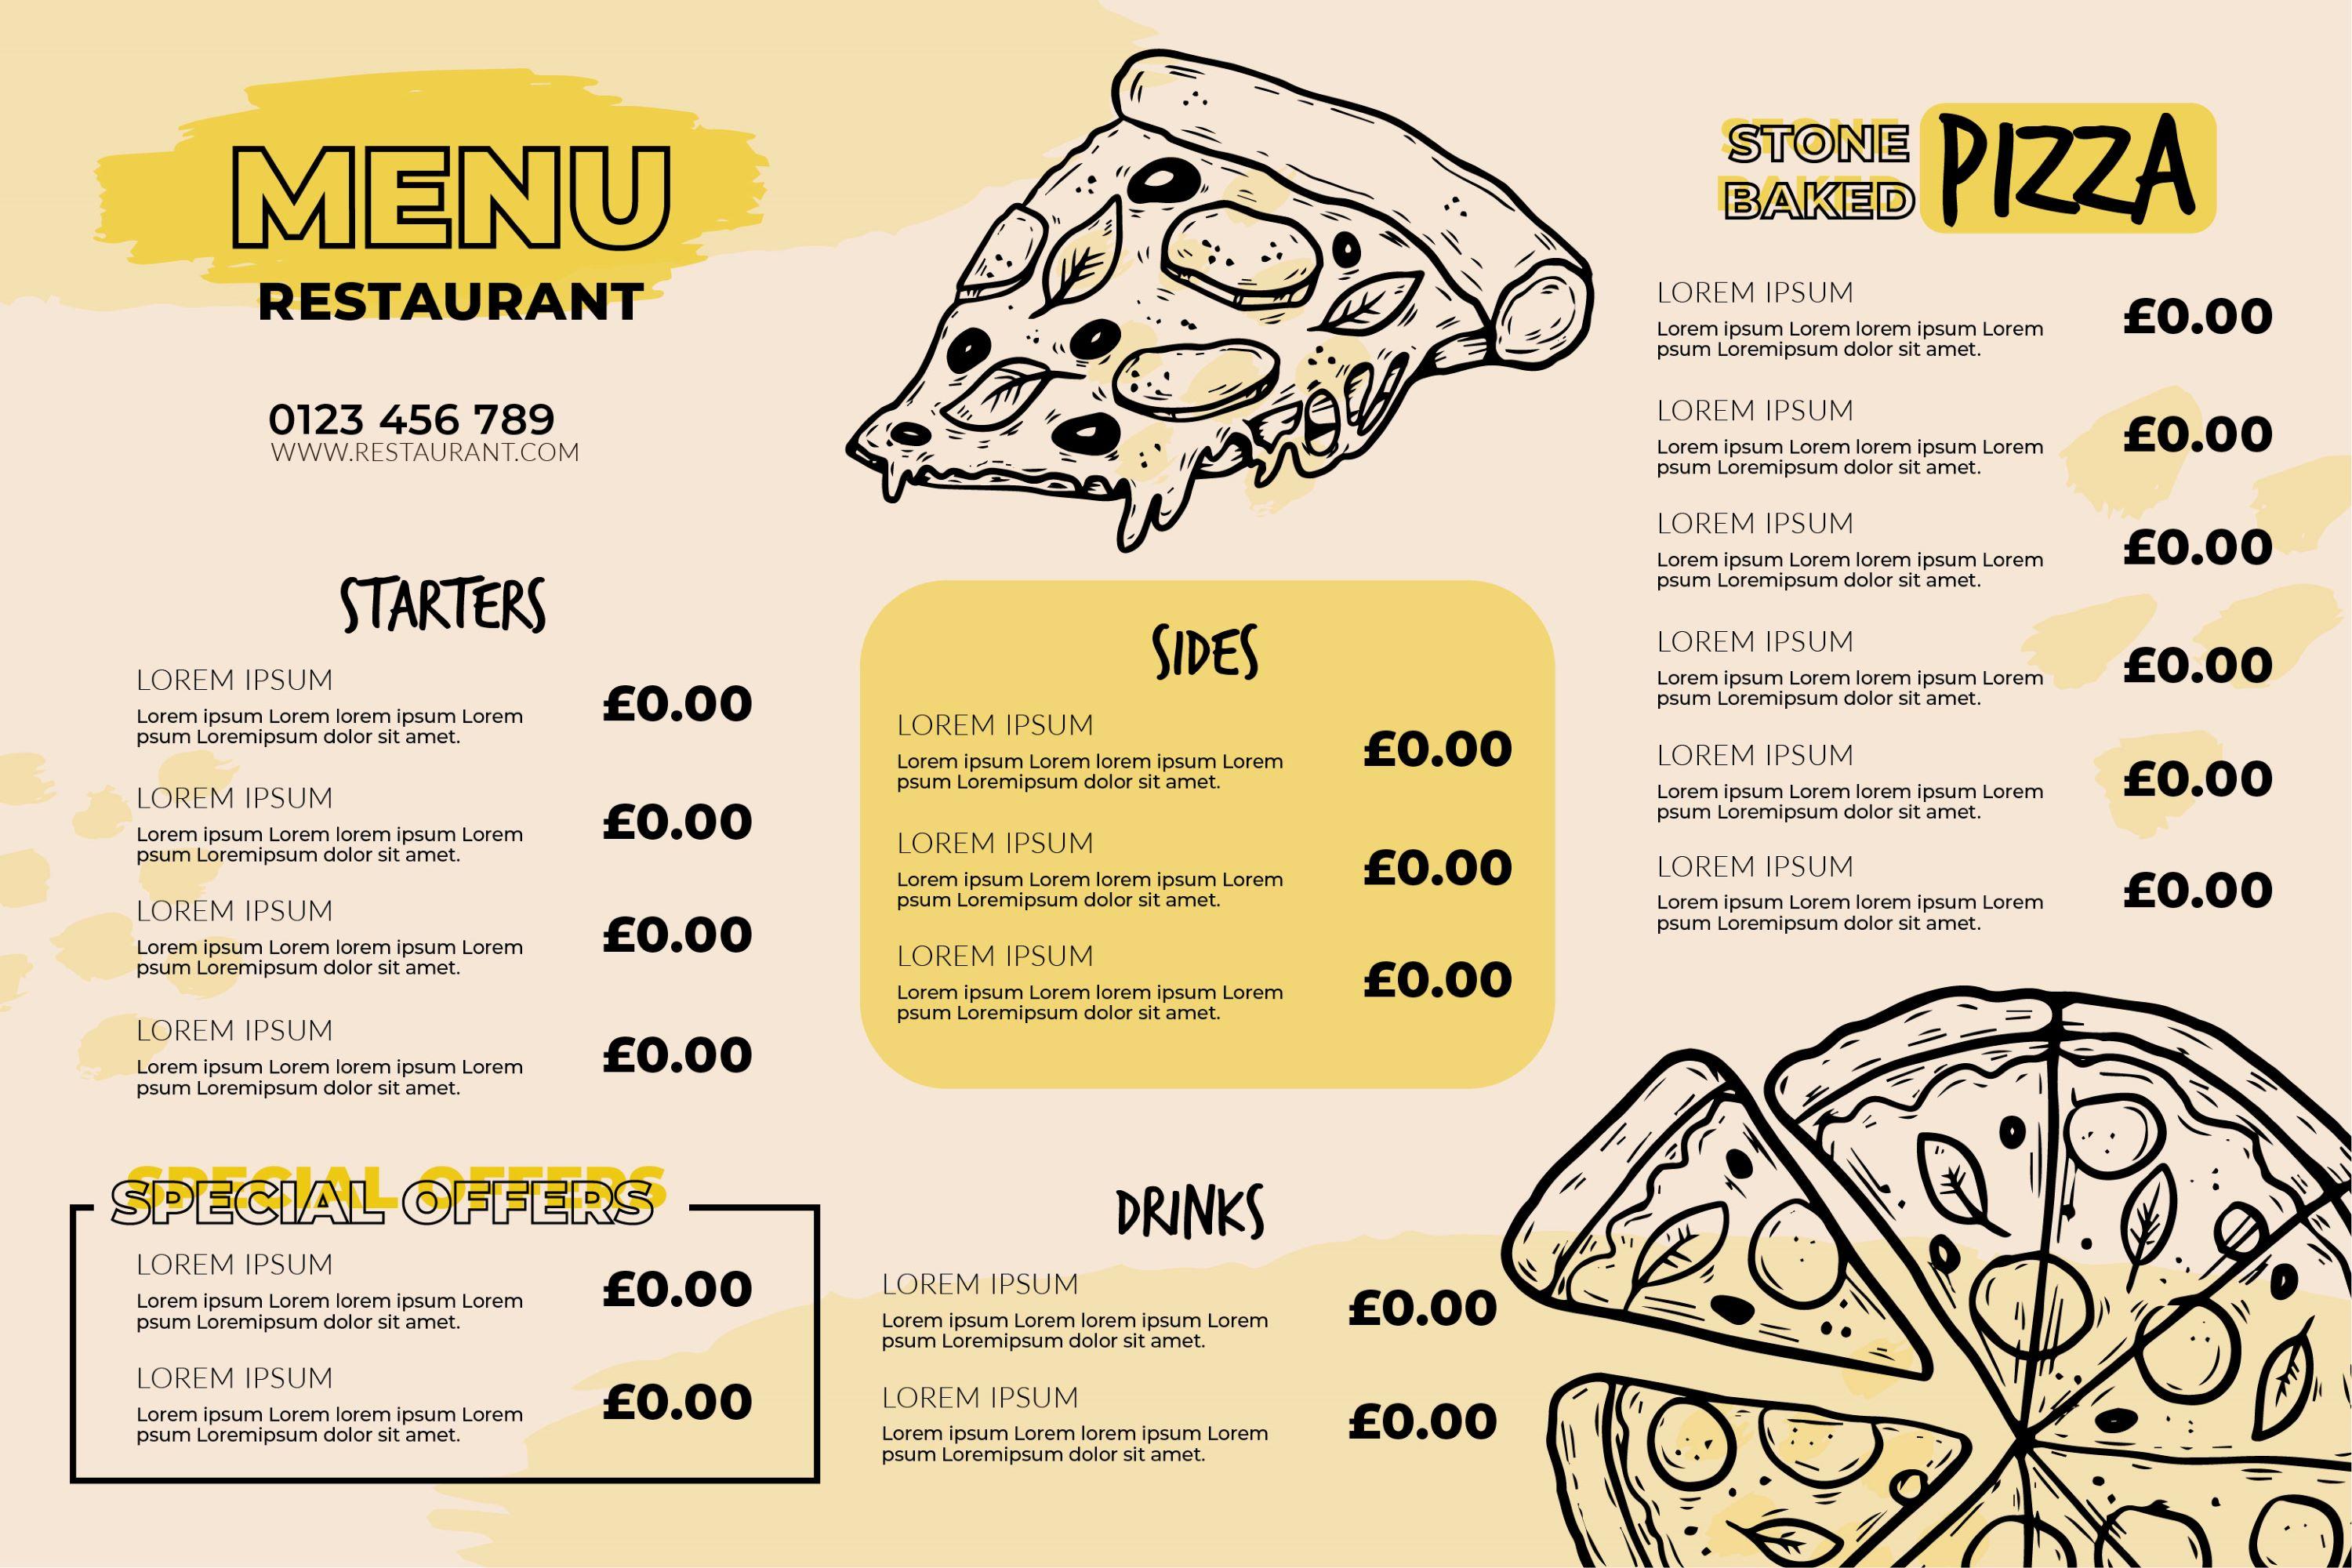 MENU
RESTAURANT
0123 456 789
WWW.RESTAURANT.COM
STARTERS
LOREM IPSUM
Lorem ipsum Lorem lorem ipsum Lorem
psum Loremipsum dolor sit amet.
£0.00
LOREM IPSUM
Lorem ipsum Lorem lorem ipsum Lorem
psum Loremipsum dolor sit amet.
£0.00
LOREM IPSUM
Lorem ipsum Lorem lorem ipsum Lorem
psum Loremipsum dolor sit amet.
£0.00
LOREM IPSUM
Lorem ipsum Lorem lorem ipsum Lorem
psum Loremipsum dolor sit amet.
£0.00
SPECIAL OFFERS
LOREM IPSUM
Lorem ipsum Lorem lorem ipsum Lorem
psum Loremipsum dolor sit amet.
£0.00
LOREM IPSUM
Lorem ipsum Lorem lorem ipsum Lorem
psum Loremipsum dolor sit amet.
£0.00
SIDES
LOREM IPSUM
Lorem ipsum Lorem lorem ipsum Lorem
psum Loremipsum dolor sit amet.
£0.00
LOREM IPSUM
Lorem ipsum Lorem lorem ipsum Lorem
psum Loremipsum dolor sit amet.
£0.00
LOREM IPSUM
Lorem ipsum Lorem lorem ipsum Lorem
psum Loremipsum dolor sit amet.
£0.00
DRINKS
LOREM IPSUM
Lorem ipsum Lorem lorem ipsum Lorem
psum Loremipsum dolor sit amet.
£0.00
LOREM IPSUM
Lorem ipsum Lorem lorem ipsum Lorem
psum Loremipsum dolor sit amet.
£0.00
STONE
BAKED
PIZZA
LOREM IPSUM
Lorem ipsum Lorem lorem ipsum Lorem
psum Loremipsum dolor sit amet.
£0.00
LOREM IPSUM
Lorem ipsum Lorem lorem ipsum Lorem
psum Loremipsum dolor sit amet.
£0.00
LOREM IPSUM
Lorem ipsum Lorem lorem ipsum Lorem
psum Loremipsum dolor sit amet.
£0.00
LOREM IPSUM
Lorem ipsum Lorem lorem ipsum Lorem
psum Loremipsum dolor sit amet.
£0.00
LOREM IPSUM
Lorem ipsum Lorem lorem ipsum Lorem
psum Loremipsum dolor sit amet.
£0.00
LOREM IPSUM
Lorem ipsum Lorem lorem ipsum Lorem
psum Loremipsum dolor sit amet.
£0.00